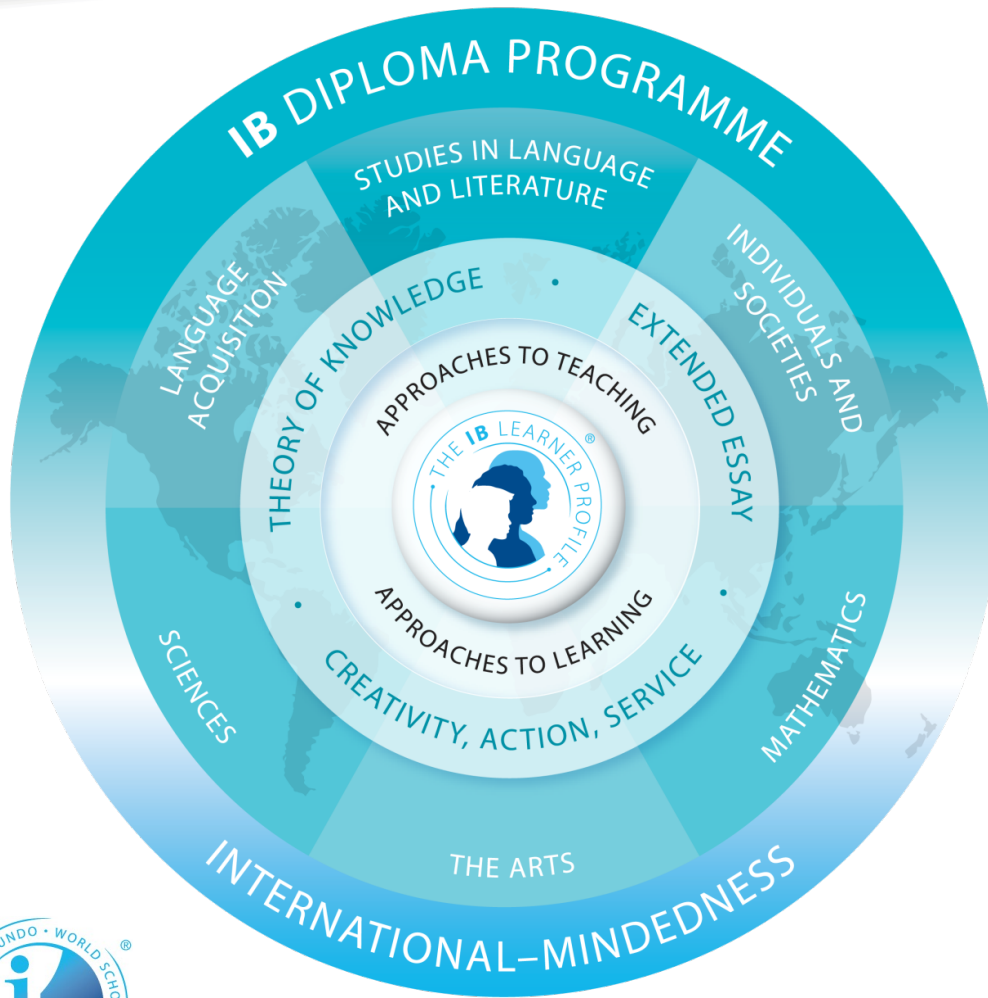 IB DIPLOMA PROGRAMME
STUDIES IN LANGUAGE
AND LITERATURE
LANGUAGE
ACQUISITION
INDIVIDUALS AND
SOCIETIES
THEORY OF KNOWLEDGE
·
EXTENDED ESSAY
·
APPROACHES TO TEACHING
• THE IB LEARNER PROFILE •
®
APPROACHES TO LEARNING
·
CREATIVITY, ACTION, SERVICE
SCIENCES
MATHEMATICS
THE ARTS
INTERNATIONAL–MINDEDNESS
• WORLD
®